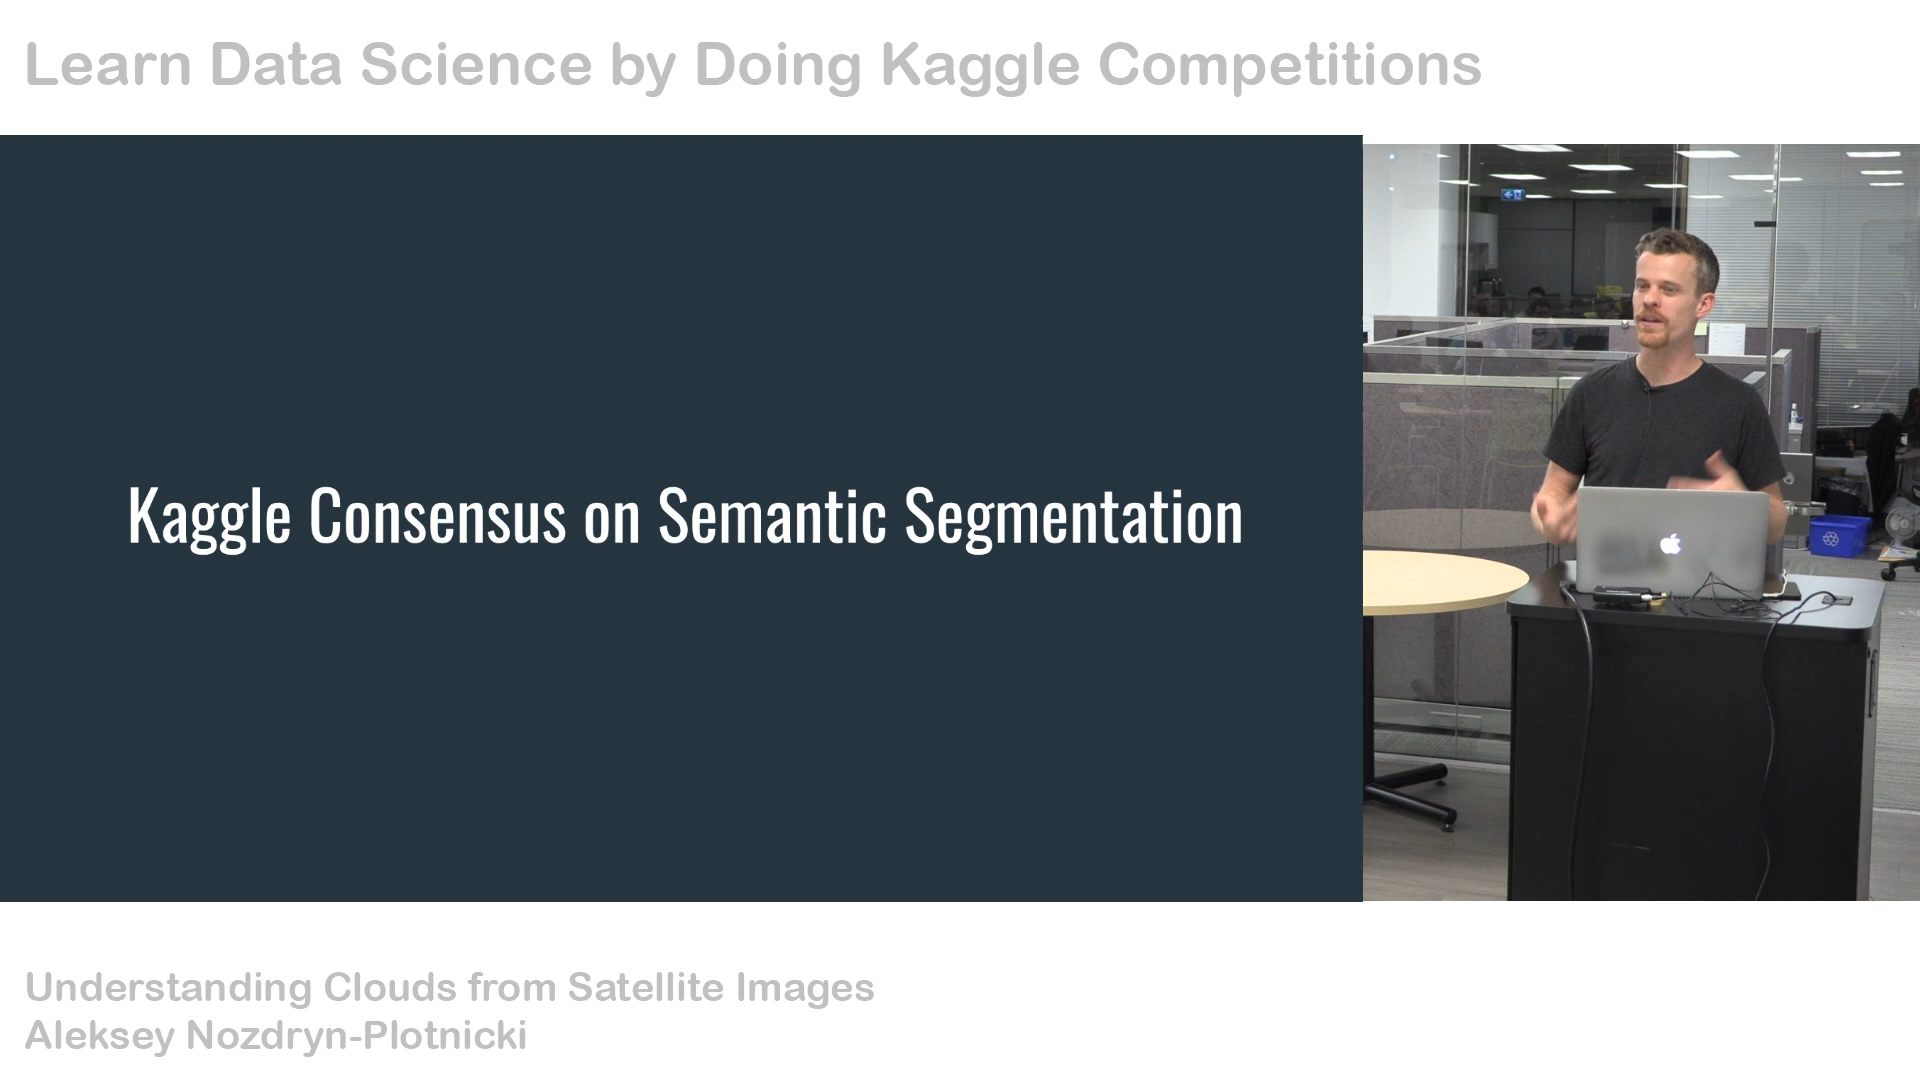 Learn Data Science by Doing Kaggle Competitions
Kaggle Consensus on Semantic Segmentation
Understanding Clouds from Satellite Images
Aleksey Nozdryn-Plotnicki